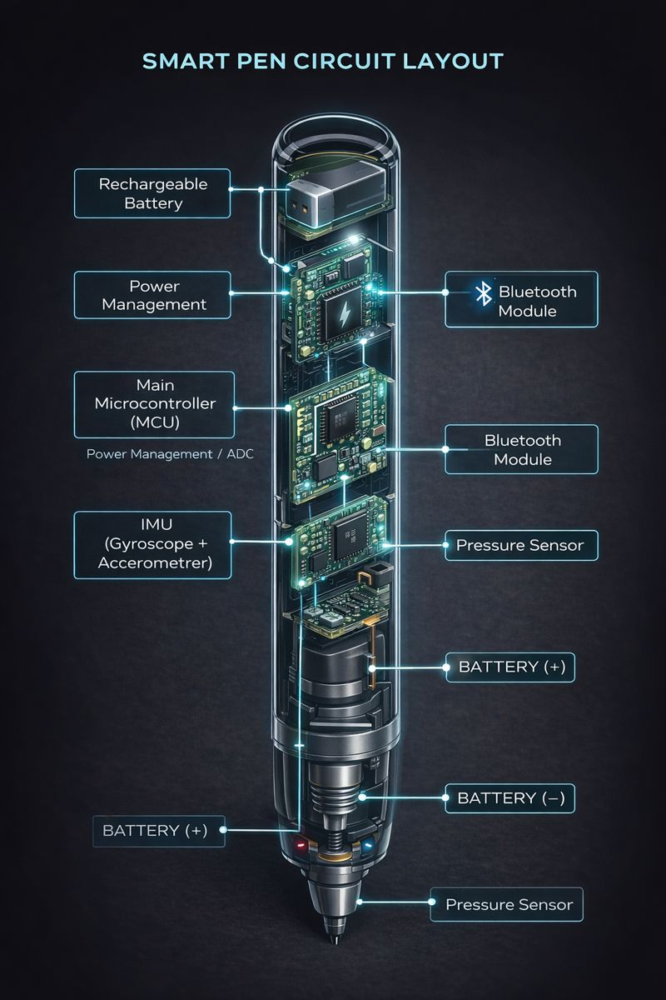 SMART PEN CIRCUIT LAYOUT
Rechargeable
Battery
Power
Management
Bluetooth
Module
Main
Microcontroller
(MCU)
Power Management / ADC
Bluetooth
Module
IMU
(Gyroscope +
Accerometrer)
Pressure Sensor
BATTERY (+)
BATTERY (−)
BATTERY (+)
Pressure Sensor